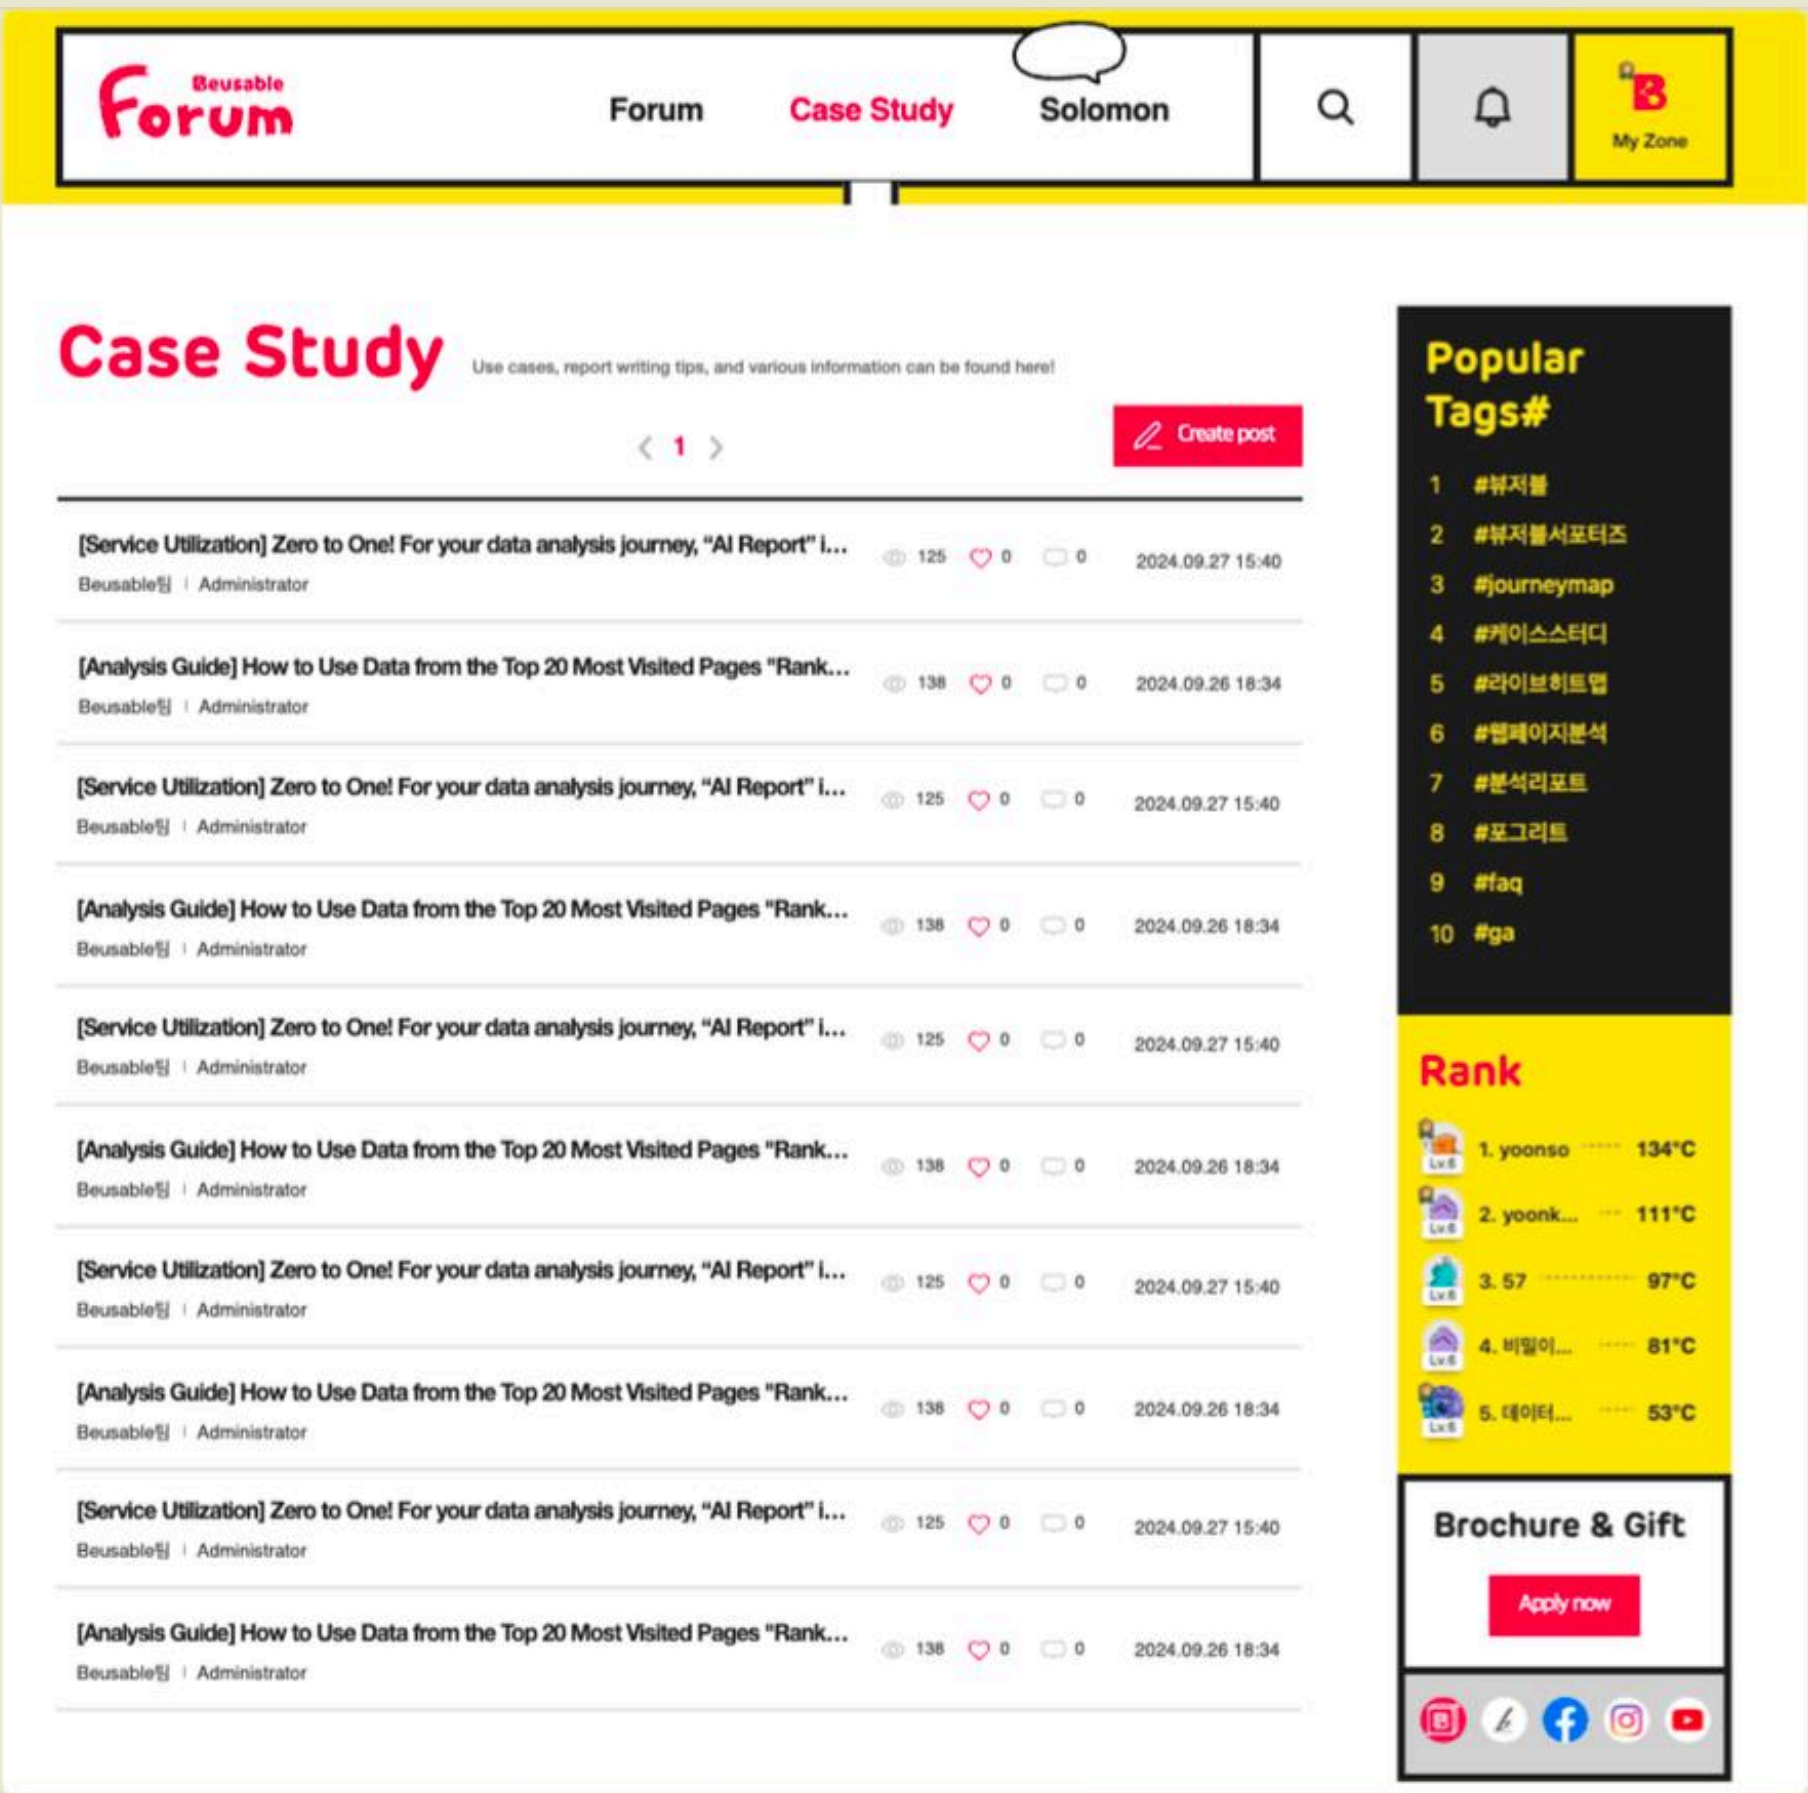 Beusable
Forum
Forum
Case Study
Solomon
My Zone
Case Study
Use cases, report writing tips, and various information can be found here!
1
Create post
[Service Utilization] Zero to One! For your data analysis journey, “AI Report” i...
125 0 0 2024.09.27 15:40
Beusable팀 | Administrator
[Analysis Guide] How to Use Data from the Top 20 Most Visited Pages "Rank...
138 0 0 2024.09.26 18:34
Beusable팀 | Administrator
[Service Utilization] Zero to One! For your data analysis journey, “AI Report” i...
125 0 0 2024.09.27 15:40
Beusable팀 | Administrator
[Analysis Guide] How to Use Data from the Top 20 Most Visited Pages "Rank...
138 0 0 2024.09.26 18:34
Beusable팀 | Administrator
[Service Utilization] Zero to One! For your data analysis journey, “AI Report” i...
125 0 0 2024.09.27 15:40
Beusable팀 | Administrator
[Analysis Guide] How to Use Data from the Top 20 Most Visited Pages "Rank...
138 0 0 2024.09.26 18:34
Beusable팀 | Administrator
[Service Utilization] Zero to One! For your data analysis journey, “AI Report” i...
125 0 0 2024.09.27 15:40
Beusable팀 | Administrator
[Analysis Guide] How to Use Data from the Top 20 Most Visited Pages "Rank...
138 0 0 2024.09.26 18:34
Beusable팀 | Administrator
[Service Utilization] Zero to One! For your data analysis journey, “AI Report” i...
125 0 0 2024.09.27 15:40
Beusable팀 | Administrator
[Analysis Guide] How to Use Data from the Top 20 Most Visited Pages "Rank...
138 0 0 2024.09.26 18:34
Beusable팀 | Administrator
Popular
Tags#
1 #뷰저블
2 #뷰저블서포터즈
3 #journeymap
4 #케이스스터디
5 #라이브히트맵
6 #웹페이지분석
7 #분석리포트
8 #포그리트
9 #faq
10 #ga
Rank
Lv.6 1. yoonso 134°C
Lv.6 2. yoonk... 111°C
Lv.6 3. 57 97°C
Lv.6 4. 비밀이... 81°C
Lv.6 5. 데이터... 53°C
Brochure & Gift
Apply now